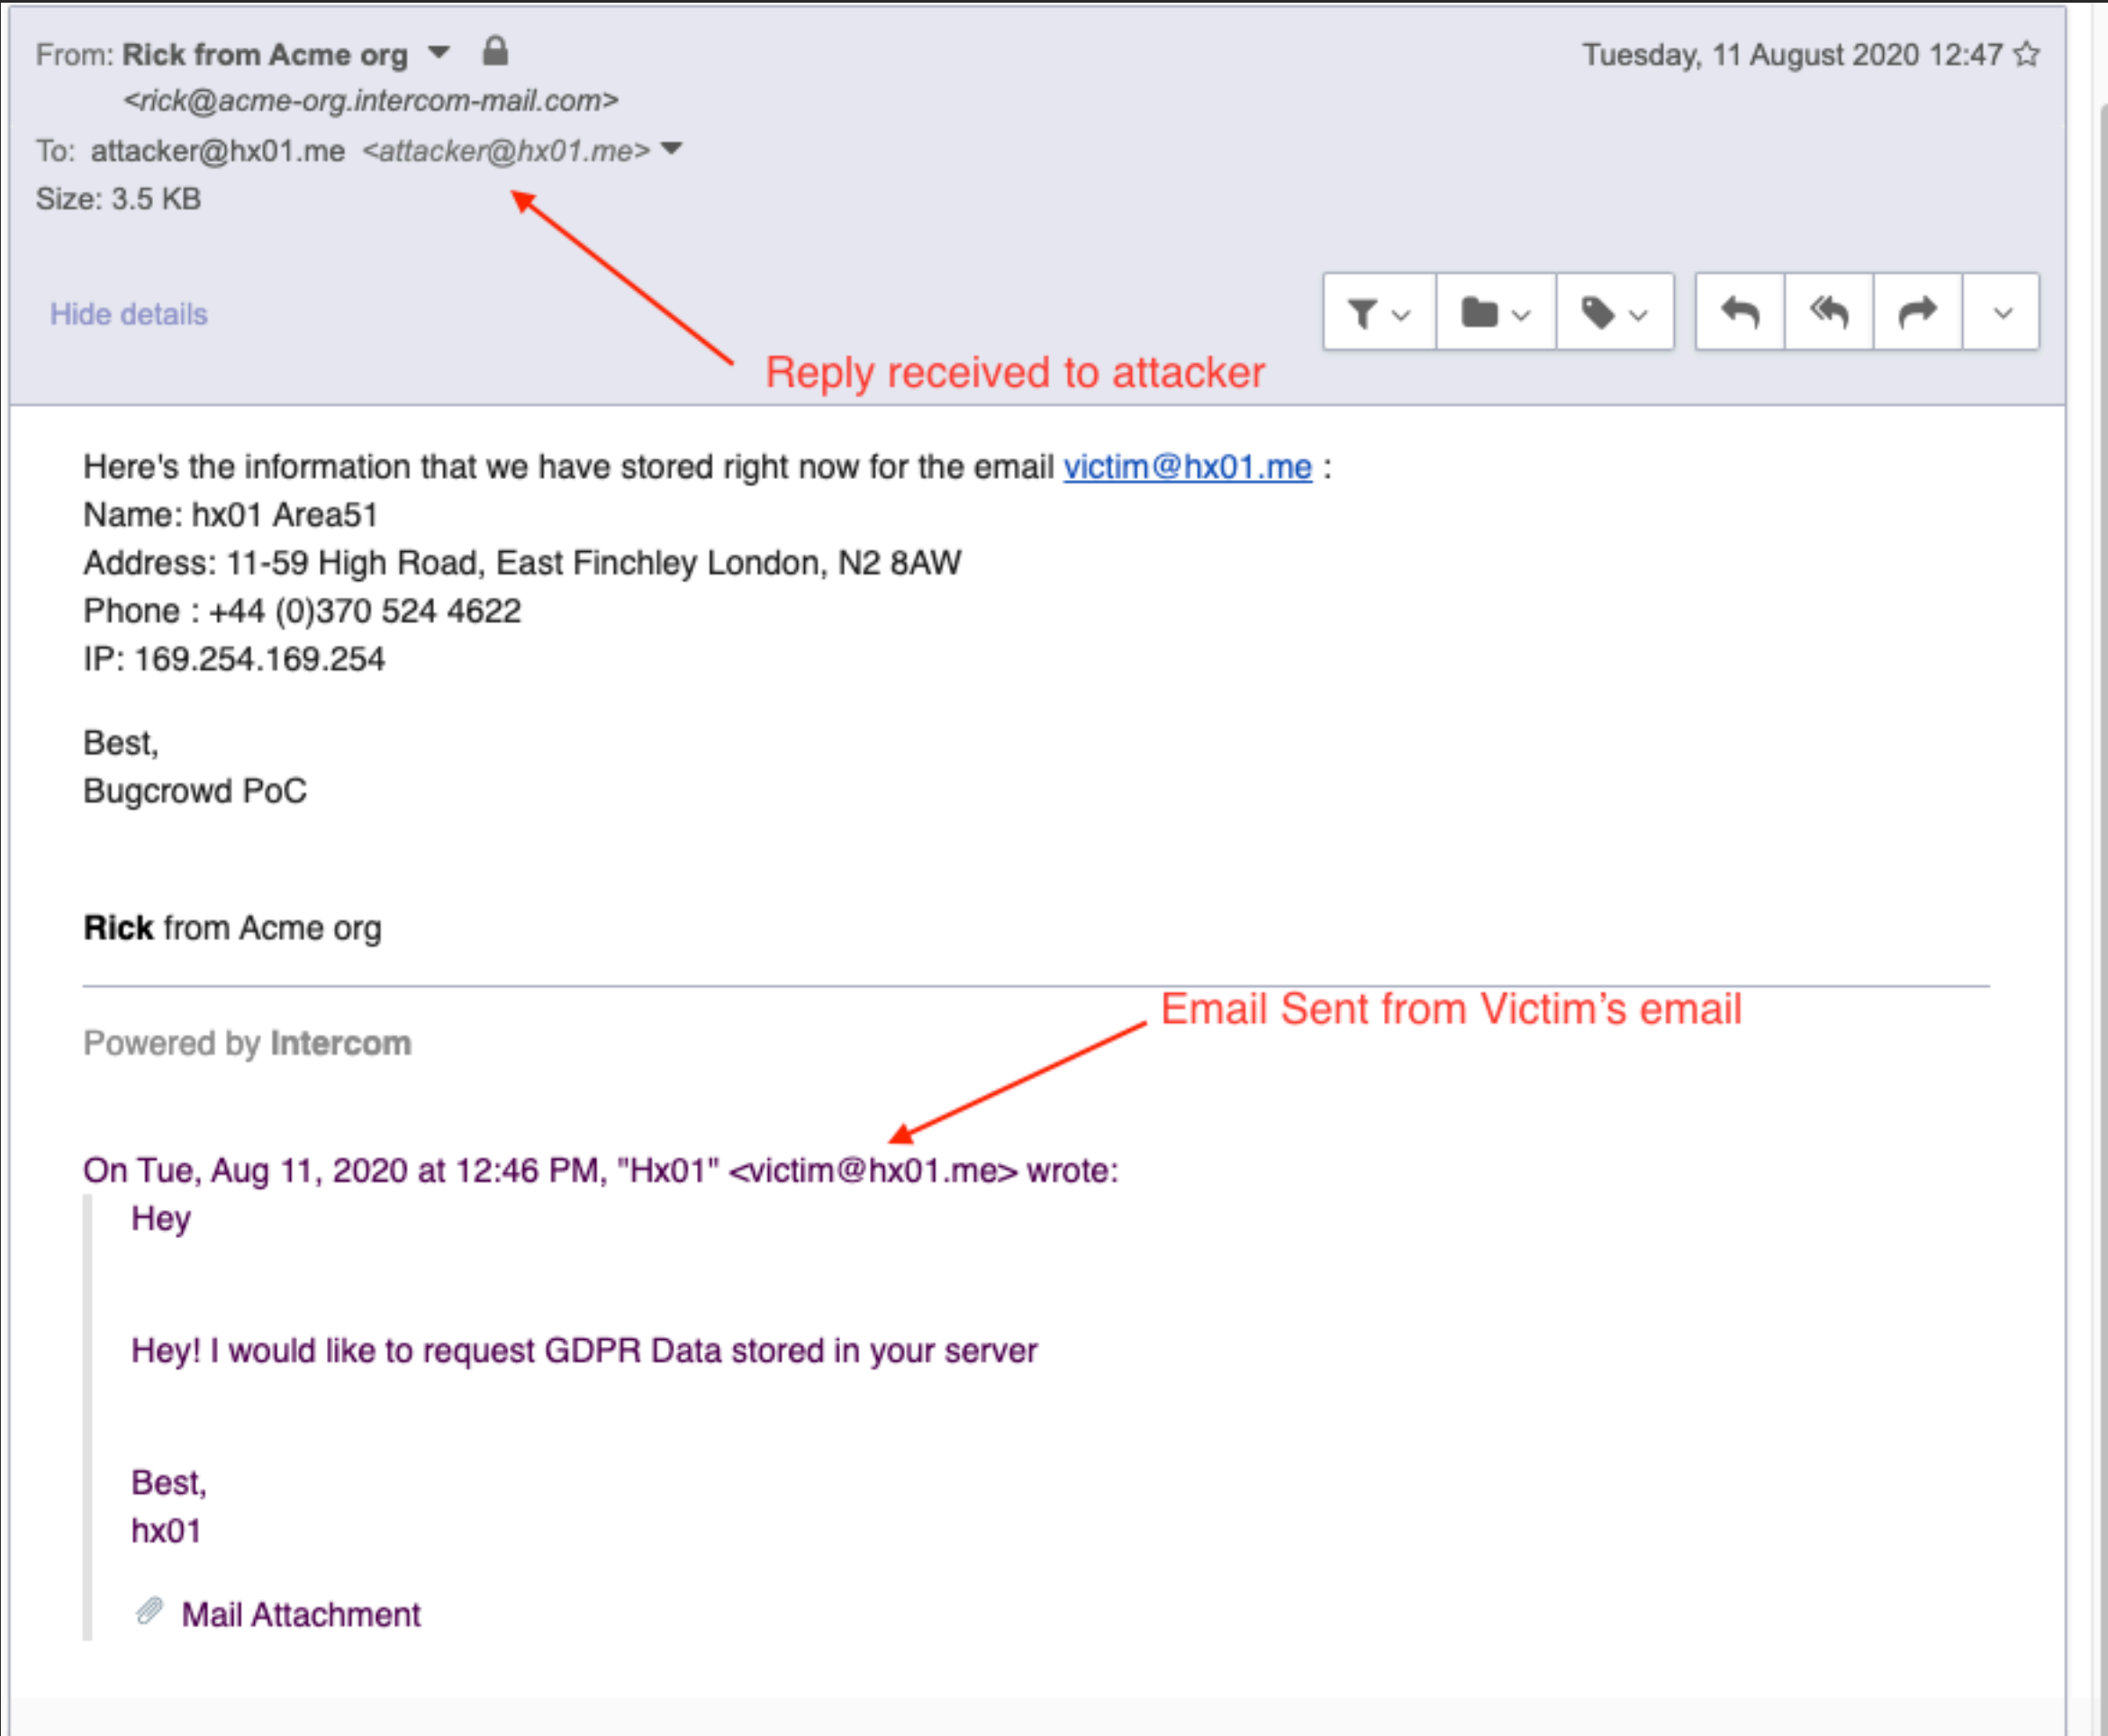 From: Rick from Acme org
Tuesday, 11 August 2020 12:47
<rick@acme-org.intercom-mail.com>
To: attacker@hx01.me <attacker@hx01.me>
Size: 3.5 KB
Hide details
Reply received to attacker
Here's the information that we have stored right now for the email victim@hx01.me :
Name: hx01 Area51
Address: 11-59 High Road, East Finchley London, N2 8AW
Phone : +44 (0)370 524 4622
IP: 169.254.169.254
Best,
Bugcrowd PoC
Rick from Acme org
Email Sent from Victim’s email
Powered by Intercom
On Tue, Aug 11, 2020 at 12:46 PM, "Hx01" <victim@hx01.me> wrote:
Hey
Hey! I would like to request GDPR Data stored in your server
Best,
hx01
Mail Attachment